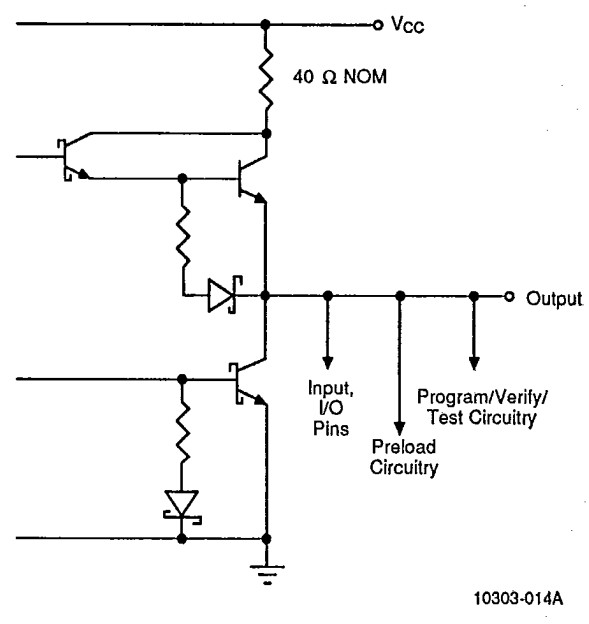 VCC
40 Ω NOM
Output
Input,
I/O
Pins
Preload
Circuitry
Program/Verify/
Test Circuitry
10303-014A